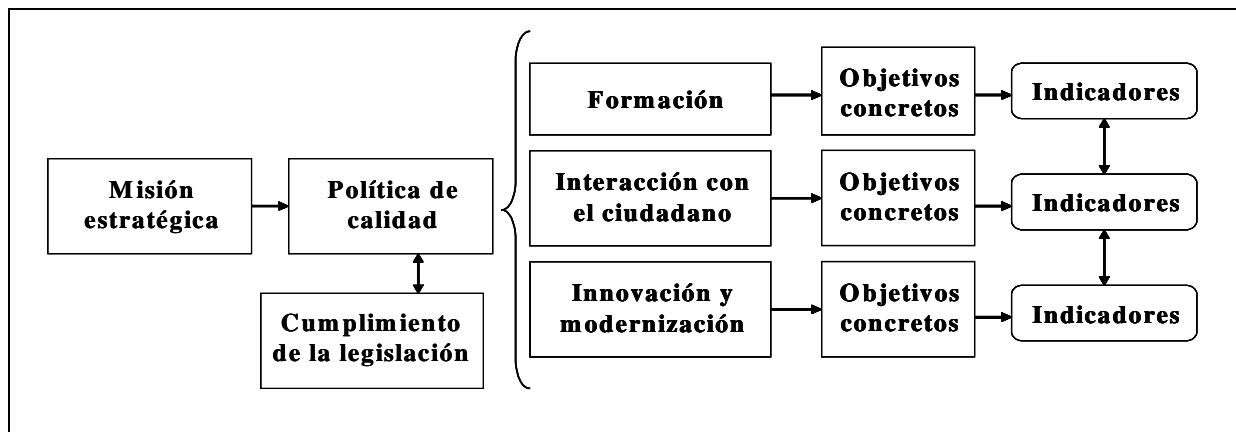 Misión
estratégica
Política de
calidad
Cumplimiento
de la legislación
Formación
Objetivos
concretos
Indicadores
Interacción con
el ciudadano
Objetivos
concretos
Indicadores
Innovación y
modernización
Objetivos
concretos
Indicadores